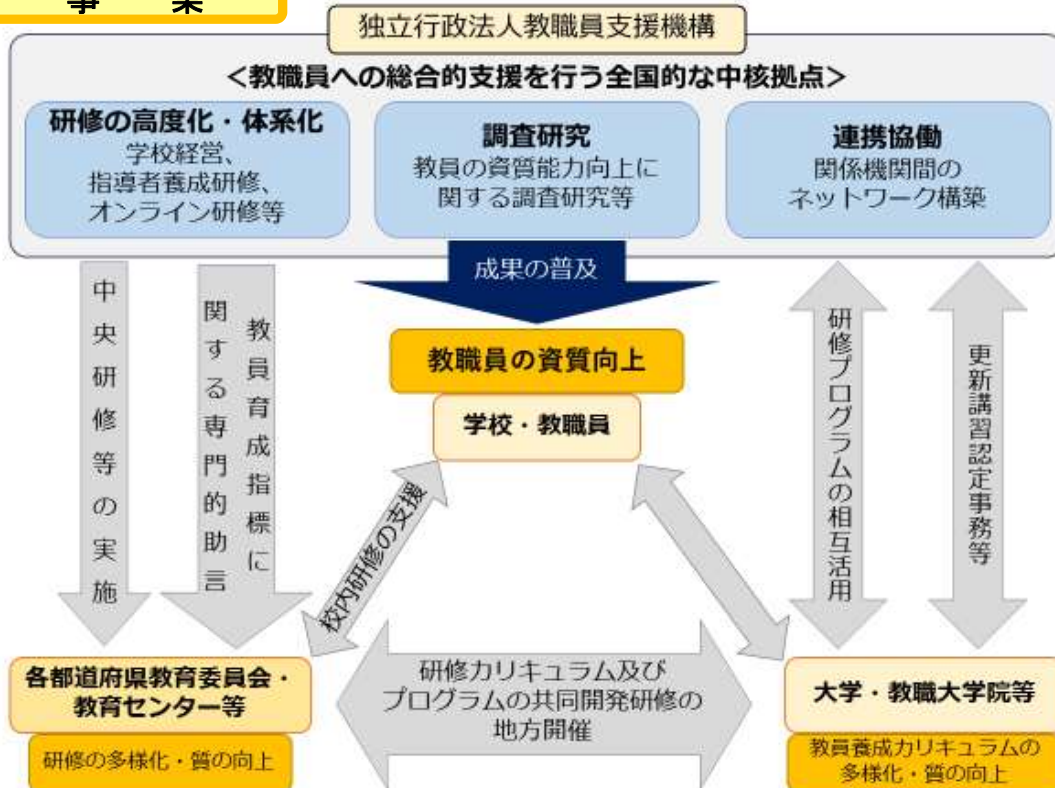 事　業
独立行政法人教職員支援機構
＜教職員への総合的支援を行う全国的な中核拠点＞
研修の高度化・体系化
学校経営、
指導者養成研修、
オンライン研修等
調査研究
教員の資質能力向上に
関する調査研究等
連携協働
関係機関間の
ネットワーク構築
成果の普及
中央研修等の実施
教員育成指標に
関する専門的助言
教職員の資質向上
学校・教職員
研修プログラムの相互活用
更新講習認定事務等
校内研修の支援
各都道府県教育委員会・
教育センター等
研修の多様化・質の向上
研修カリキュラム及び
プログラムの共同開発研修の
地方開催
大学・教職大学院等
教員養成カリキュラムの
多様化・質の向上